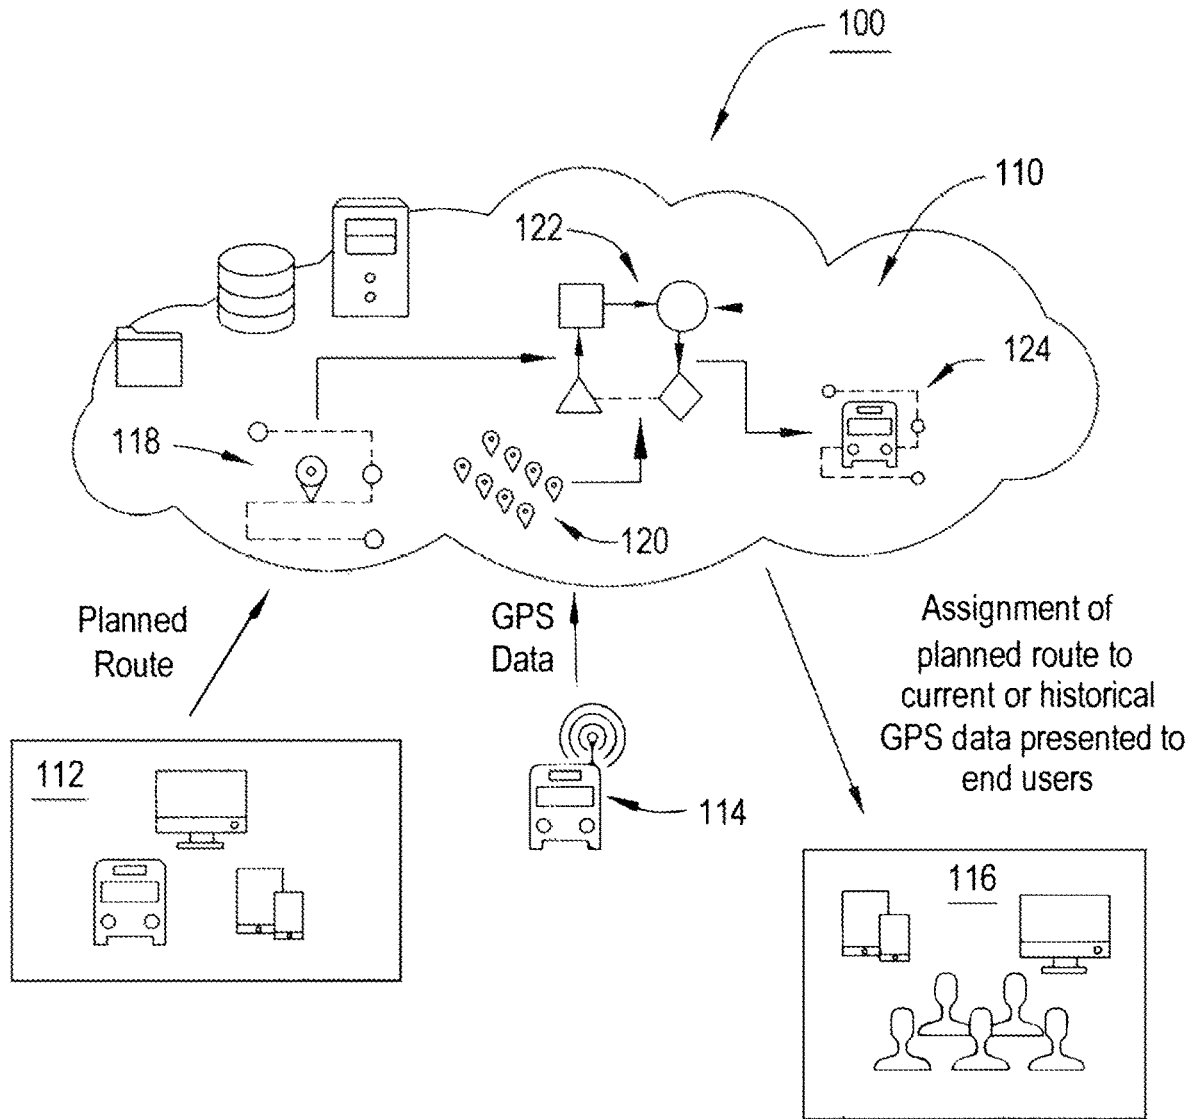 100
110
122
124
118
120
Planned
Route
GPS
Data
Assignment of
planned route to
current or historical
GPS data presented to
end users
112
114
116